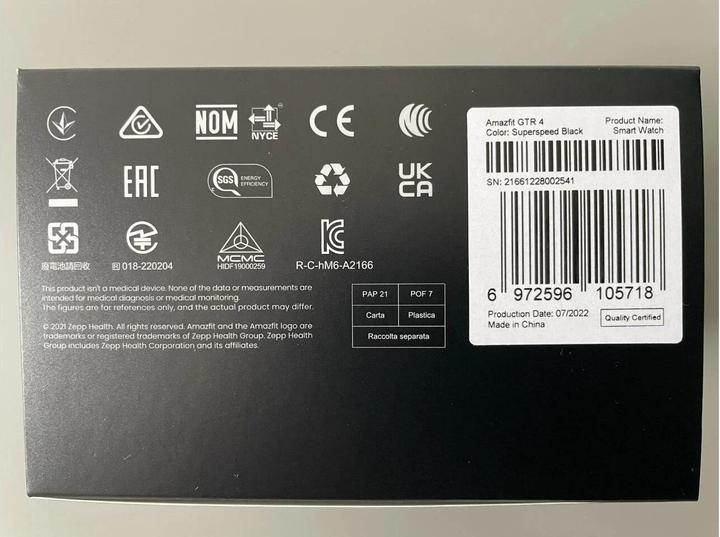 NOM
NYCE
CE
EAC
SGS ENERGY
EFFICIENCY
UK
CA
廢電池請回收
018-220204
MCMC
HIDF19000259
R-C-hM6-A2166
This product isn't a medical device. None of the data or measurements are
intended for medical diagnosis or medical monitoring.
The figures are for references only, and the actual product may differ.
© 2021 Zepp Health. All rights reserved. Amazfit and the Amazfit logo are
trademarks or registered trademarks of Zepp Health Group. Zepp Health
Group includes Zepp Health Corporation and its affiliates.
PAP 21 POF 7
Carta Plastica
Raccolta separata
Amazfit GTR 4 Product Name:
Color: Superspeed Black Smart Watch
SN: 21661228002541
6 972596 105718
Production Date: 07/2022
Made in China
Quality Certified